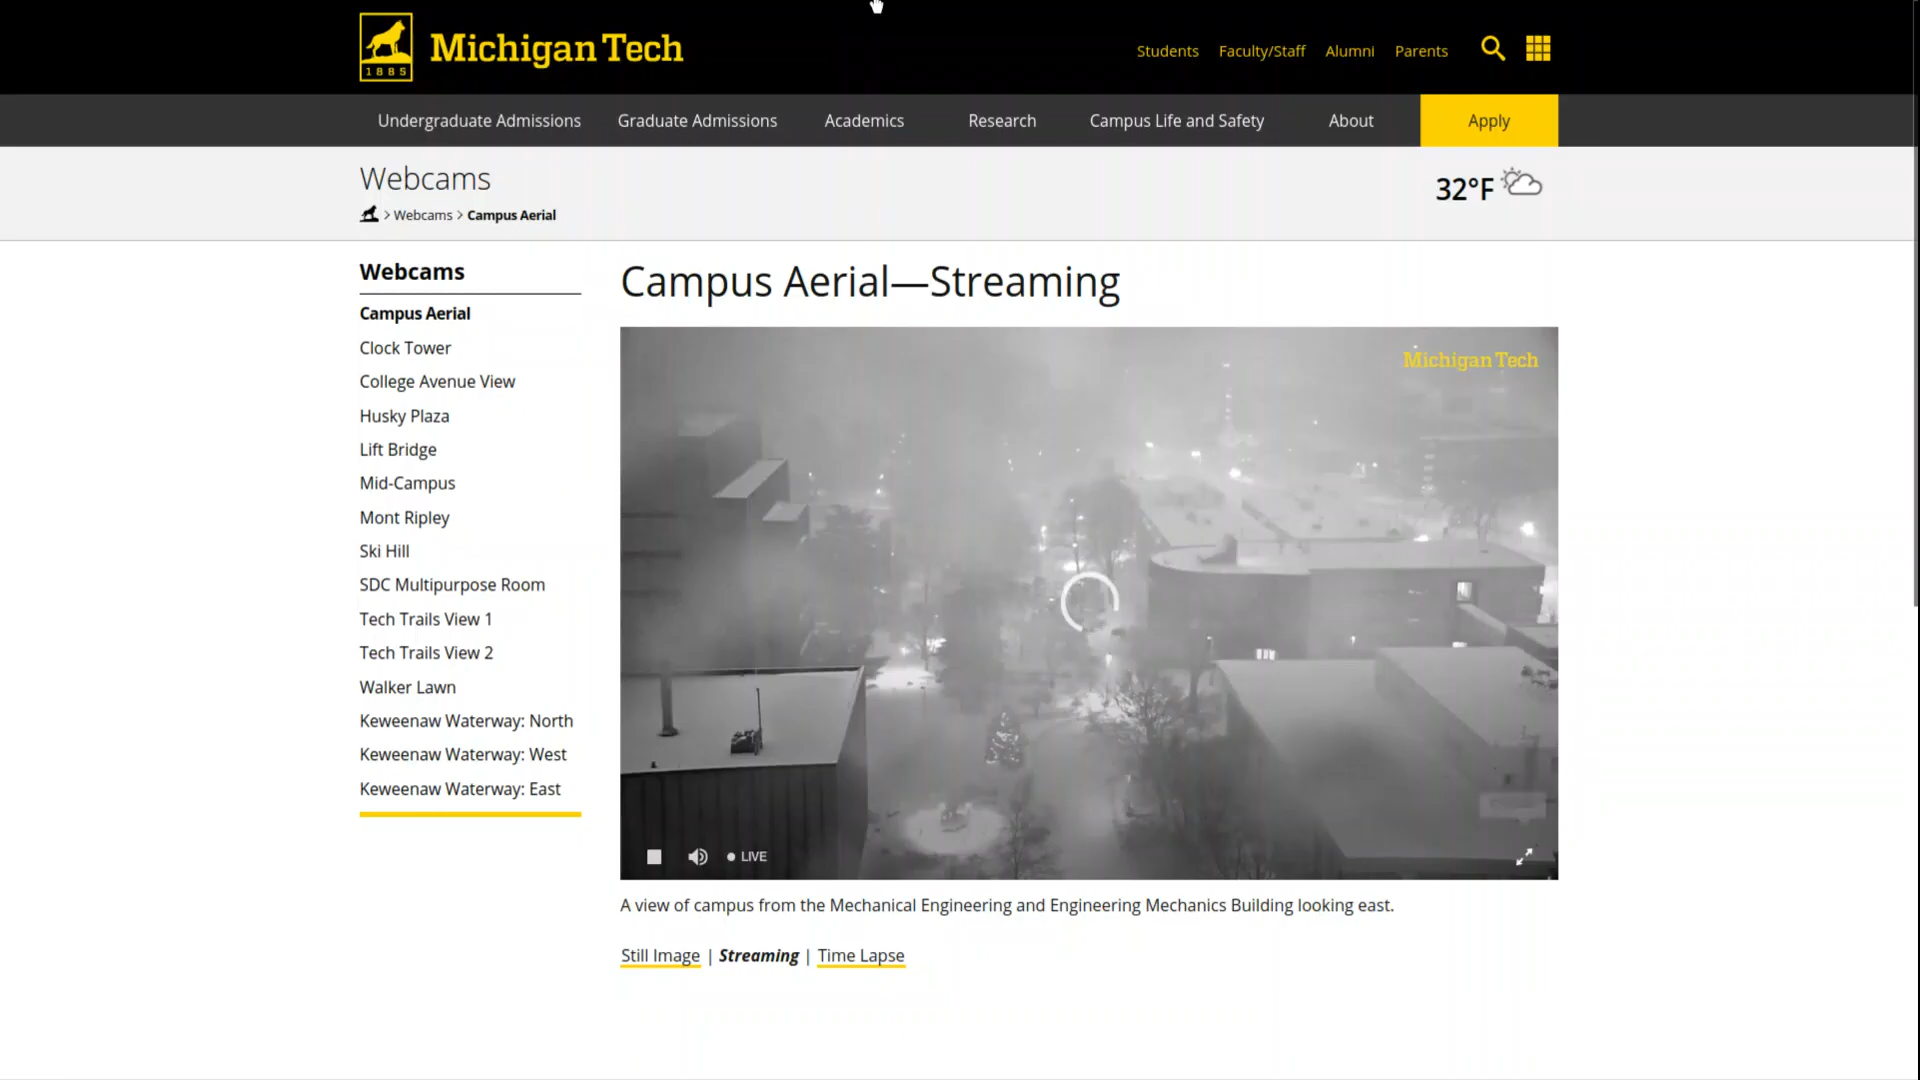 1885
Michigan Tech
Students Faculty/Staff Alumni Parents
Undergraduate Admissions Graduate Admissions Academics Research Campus Life and Safety About Apply
Webcams
> Webcams > Campus Aerial
32°F
Webcams
Campus Aerial
Clock Tower
College Avenue View
Husky Plaza
Lift Bridge
Mid-Campus
Mont Ripley
Ski Hill
SDC Multipurpose Room
Tech Trails View 1
Tech Trails View 2
Walker Lawn
Keweenaw Waterway: North
Keweenaw Waterway: West
Keweenaw Waterway: East
Campus Aerial—Streaming
Michigan Tech
LIVE
A view of campus from the Mechanical Engineering and Engineering Mechanics Building looking east.
Still Image | Streaming | Time Lapse